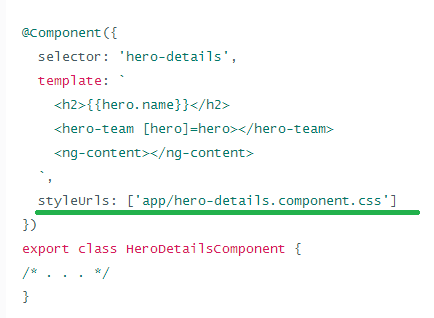 @Component({
  selector: 'hero-details',
  template: `
    <h2>{{hero.name}}</h2>
    <hero-team [hero]=hero></hero-team>
    <ng-content></ng-content>
  `,
  styleUrls: ['app/hero-details.component.css']
})
export class HeroDetailsComponent {
/* . . . */
}